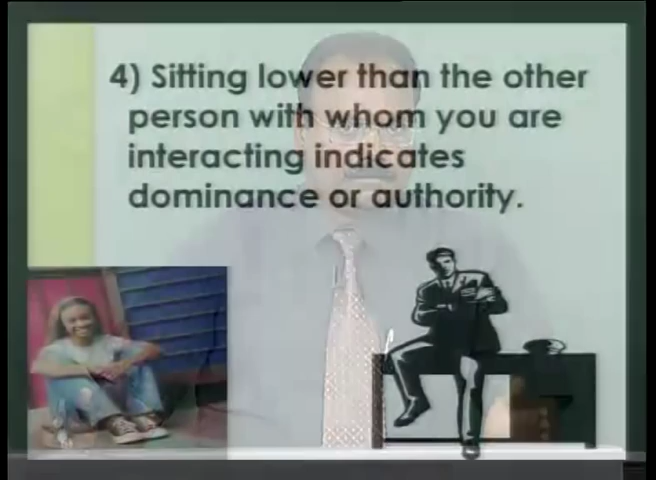 4) Sitting lower than the other
person with whom you are
interacting indicates
dominance or authority.